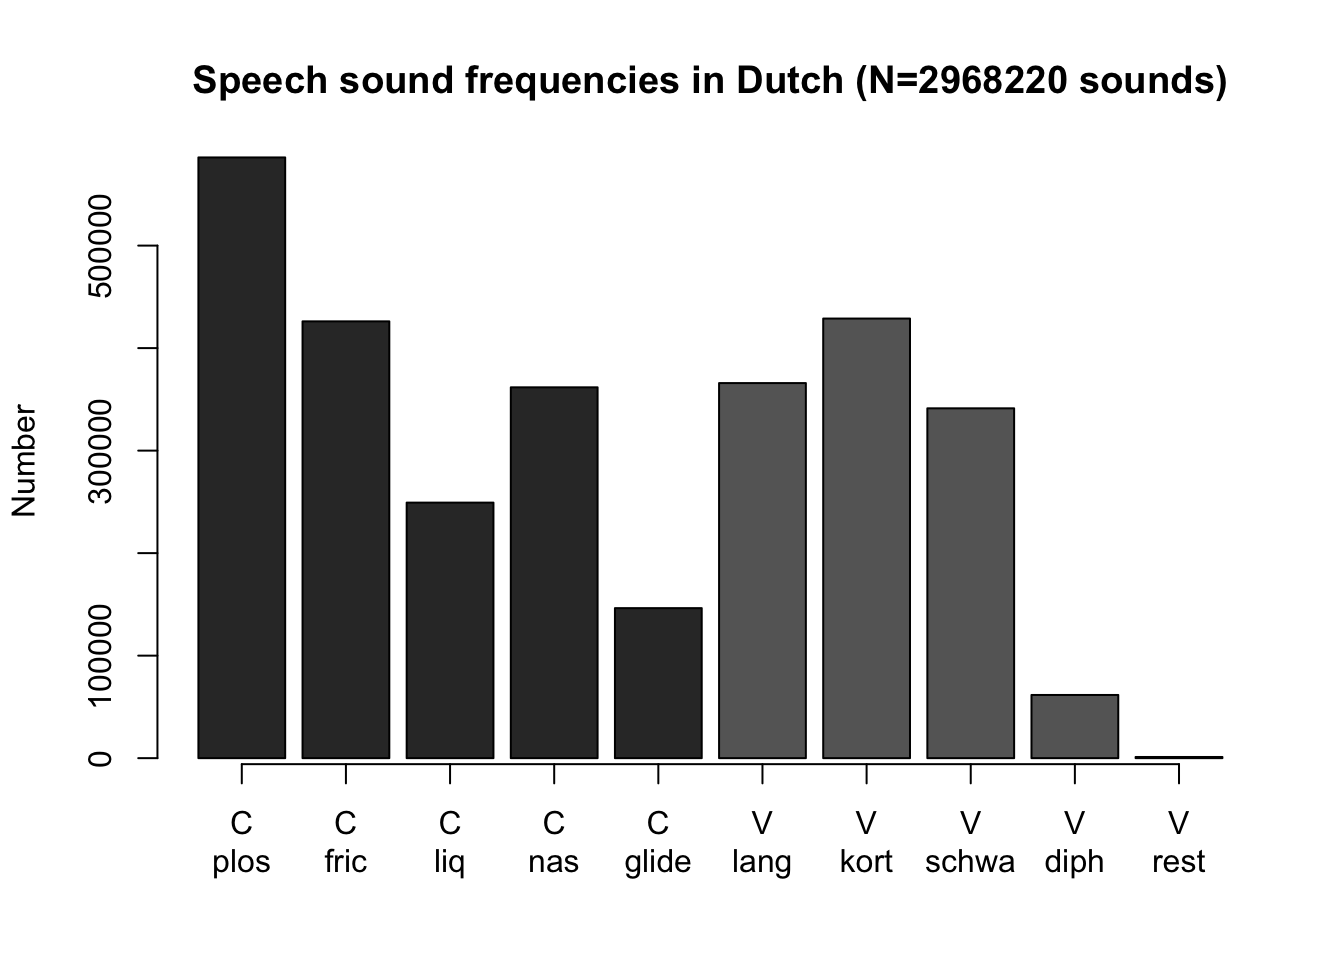 Speech sound frequencies in Dutch (N=2968220 sounds)
Number
500000
300000
100000
0
C C C C C V V V V V
plos fric liq nas glide lang kort schwa diph rest